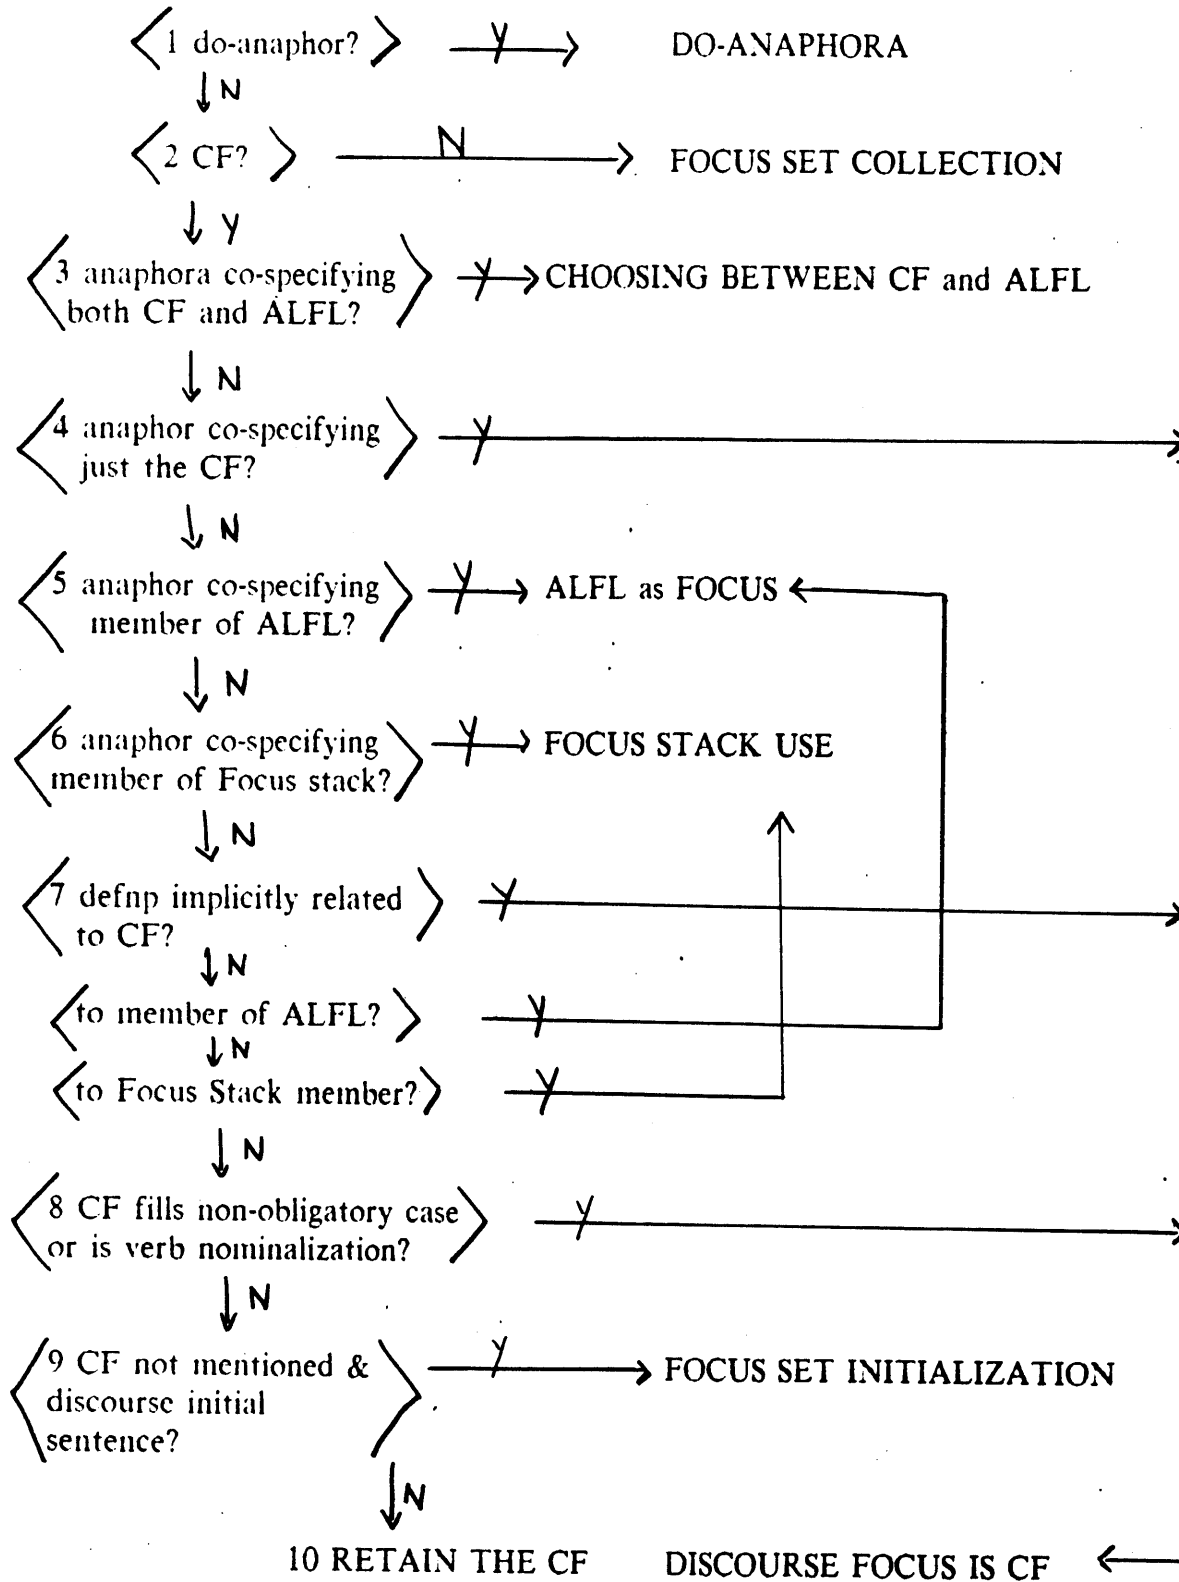 1 do-anaphor? Y DO-ANAPHORA
N
2 CF? N FOCUS SET COLLECTION
Y
3 anaphora co-specifying
both CF and ALFL? Y CHOOSING BETWEEN CF and ALFL
N
4 anaphor co-specifying Y
just the CF?
N
5 anaphor co-specifying Y ALFL as FOCUS
member of ALFL?
N
6 anaphor co-specifying Y FOCUS STACK USE
member of Focus stack?
N
7 defnp implicitly related Y
to CF?
N
to member of ALFL? Y
N
to Focus Stack member? Y
N
8 CF fills non-obligatory case Y
or is verb nominalization?
N
9 CF not mentioned & Y FOCUS SET INITIALIZATION
discourse initial
sentence?
N
10 RETAIN THE CF DISCOURSE FOCUS IS CF